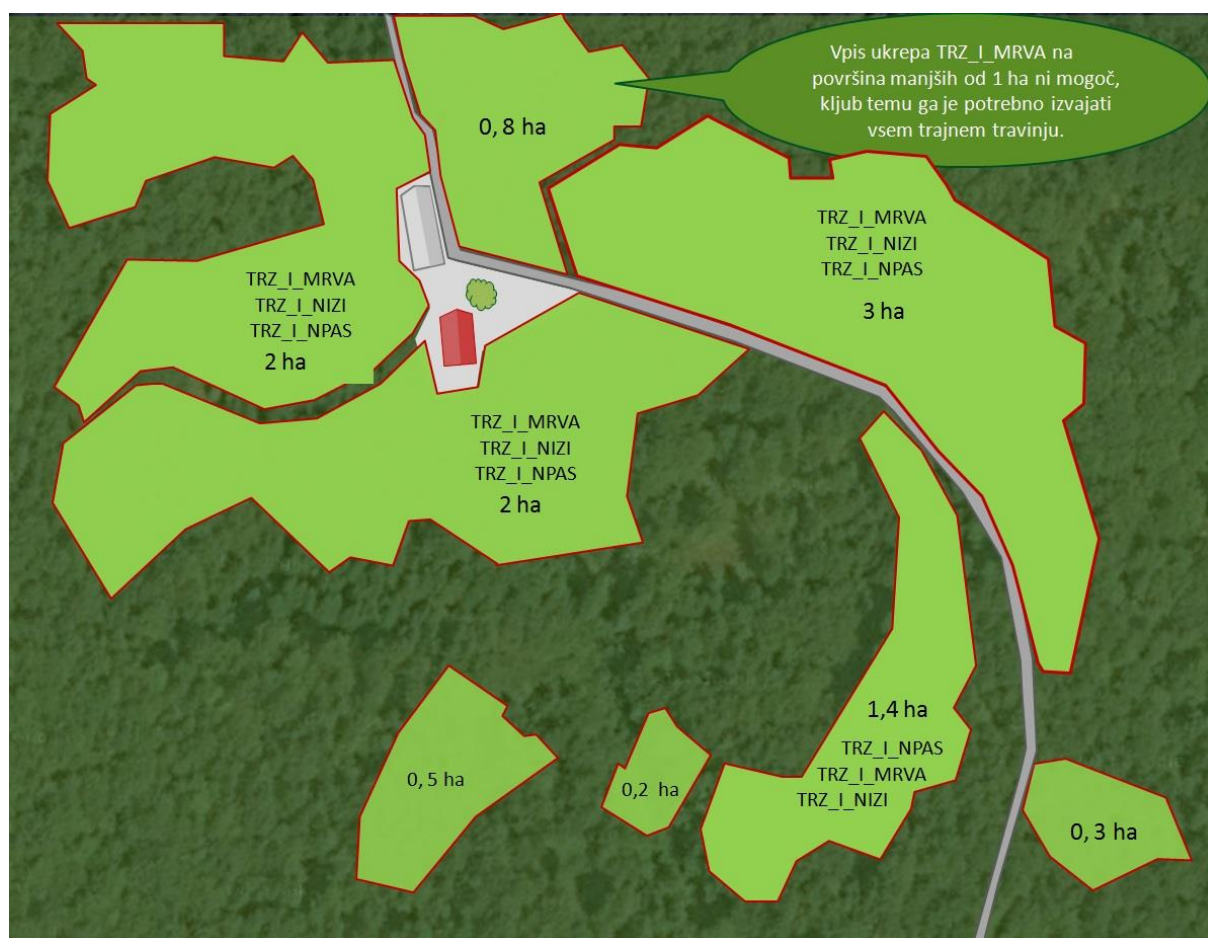 Vpis ukrepa TRZ_I_MRVA na
površina manjših od 1 ha ni mogoč,
kljub temu ga je potrebno izvajati
vsem trajnem travinju.
0, 8 ha
TRZ_I_MRVA
TRZ_I_NIZI
TRZ_I_NPAS
3 ha
TRZ_I_MRVA
TRZ_I_NIZI
TRZ_I_NPAS
2 ha
TRZ_I_MRVA
TRZ_I_NIZI
TRZ_I_NPAS
2 ha
1,4 ha
TRZ_I_NPAS
TRZ_I_MRVA
TRZ_I_NIZI
0, 5 ha
0,2 ha
0, 3 ha